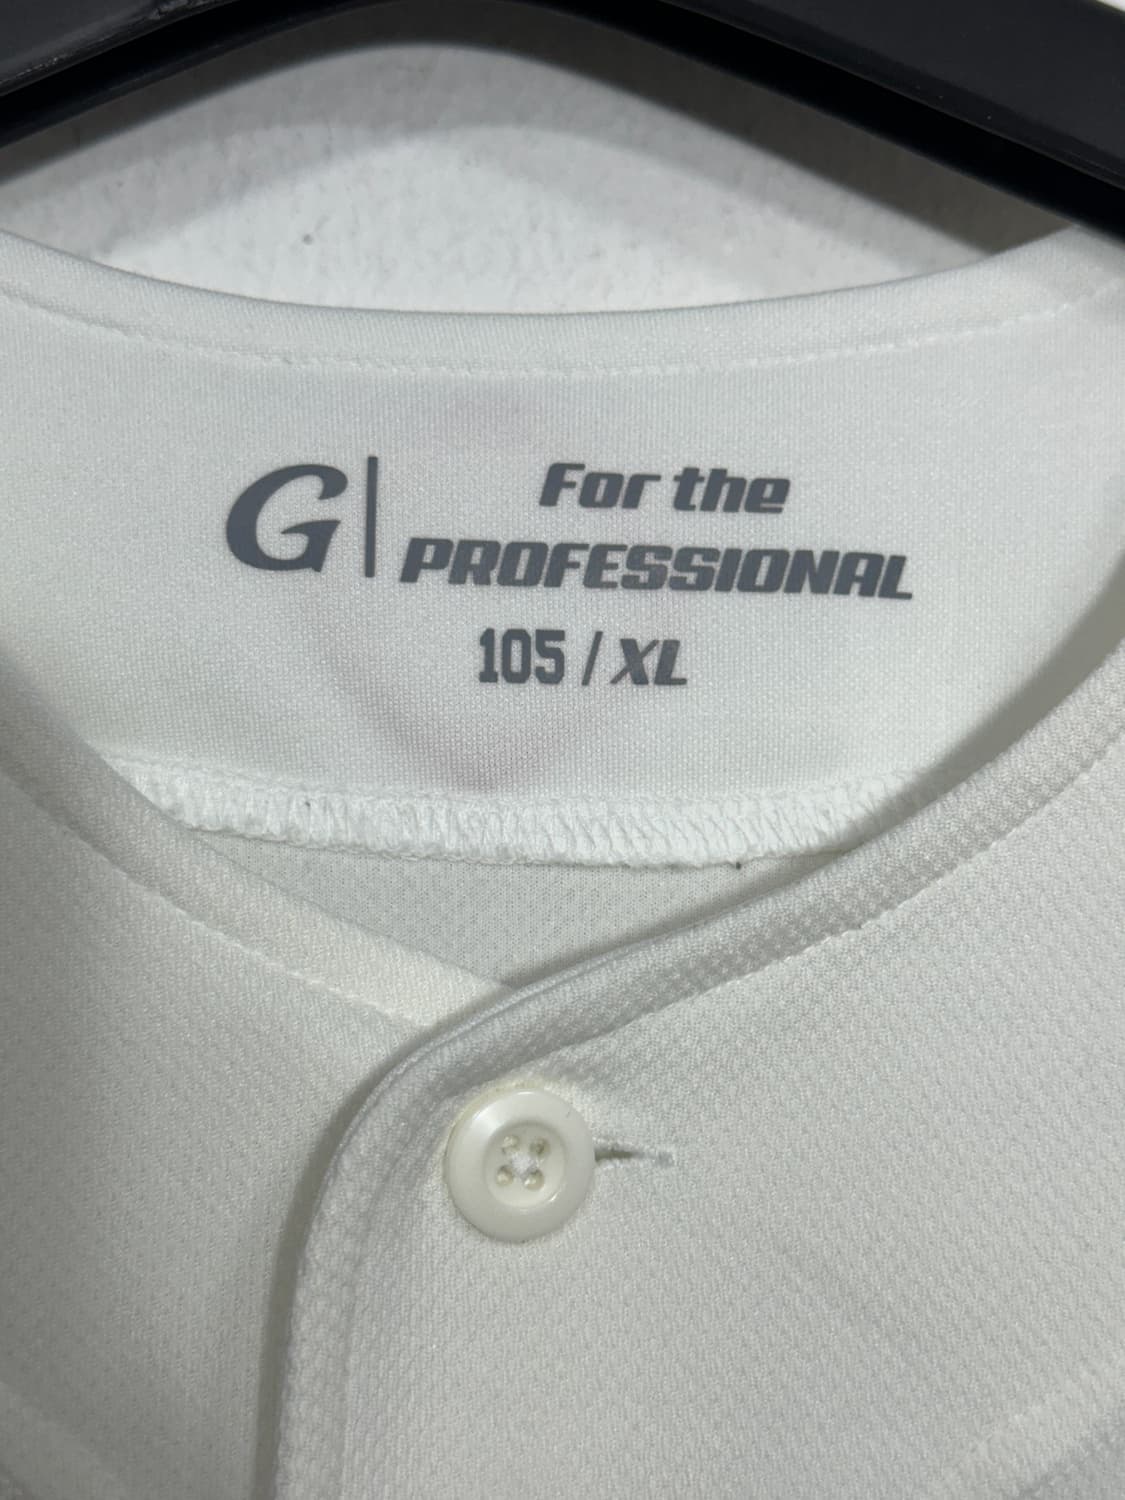 G | For the
PROFESSIONAL
105 / XL